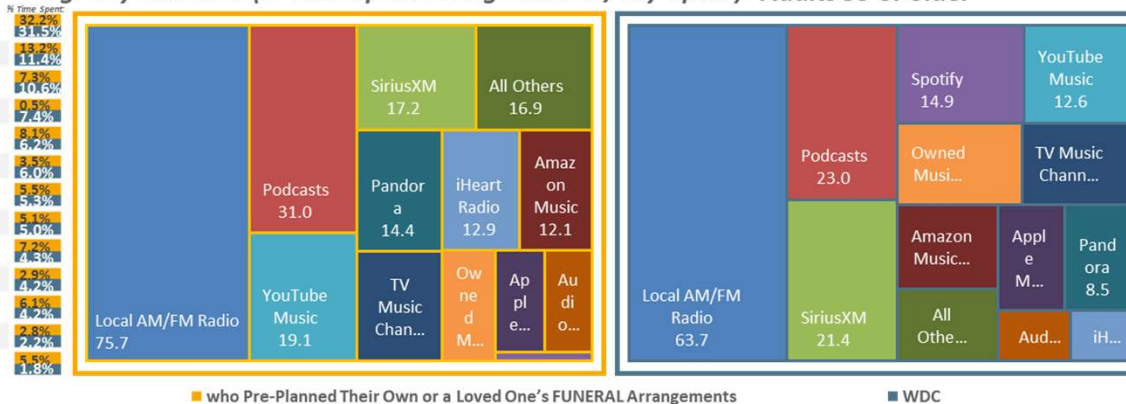 % Time Spent:
32.2%
31.5%
13.2%
11.4%
7.3%
10.6%
0.5%
7.4%
8.1%
6.2%
3.5%
6.0%
5.5%
5.3%
5.1%
5.0%
7.2%
4.3%
2.9%
4.2%
6.1%
4.2%
2.8%
2.2%
5.5%
1.8%
Local AM/FM Radio
75.7
Podcasts
31.0
YouTube
Music
19.1
SiriusXM
17.2
All Others
16.9
Pandor
a
14.4
iHeart
Radio
12.9
Amaz
on
Music
12.1
TV
Music
Chan...
Ow
ne d
M...
Ap
ple...
Au
di
o...
Local AM/FM
Radio
63.7
Podcasts
23.0
SiriusXM
21.4
Spotify
14.9
YouTube
Music
12.6
Owned
Musi...
TV Music
Chann...
Amazon
Music...
Appl
e
M...
Pand
ora
8.5
All
Othe...
Aud...
iH...
who Pre-Planned Their Own or a Loved One's FUNERAL Arrangements
WDC